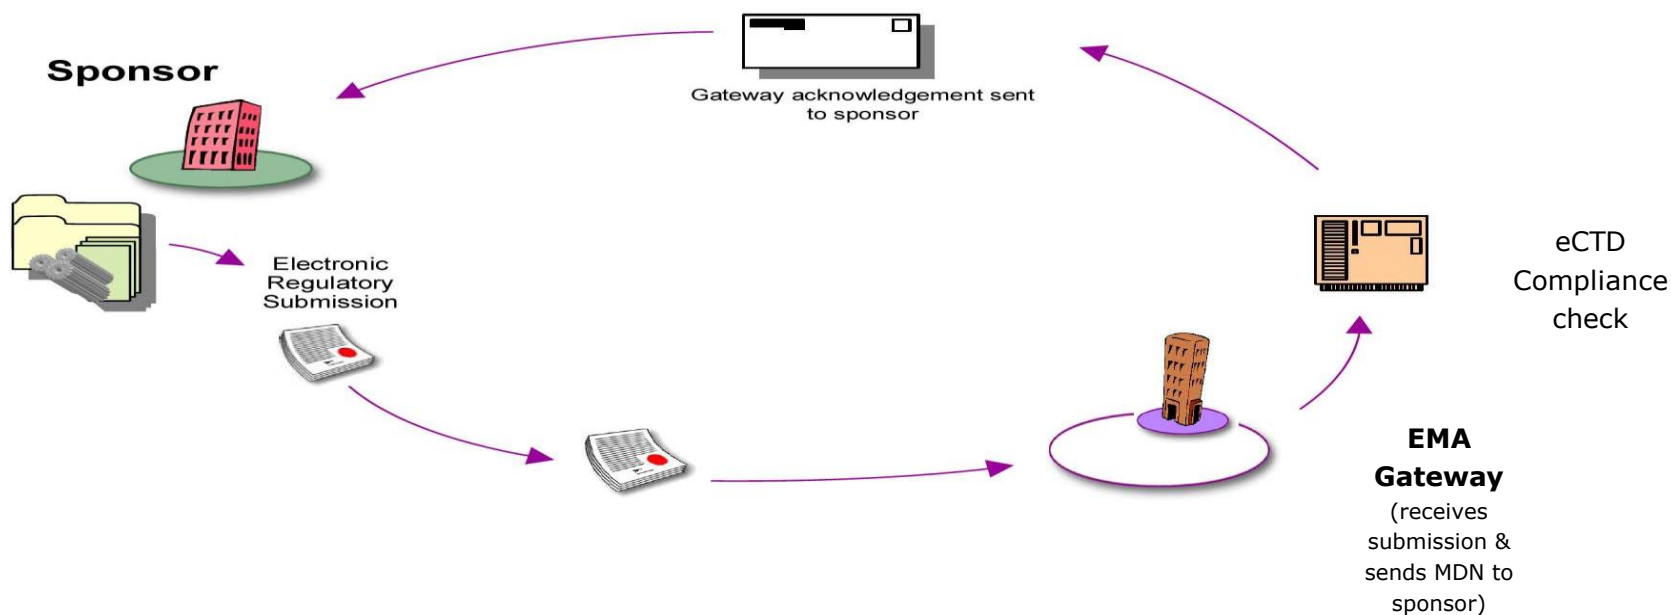 Sponsor
Gateway acknowledgement sent
to sponsor
Electronic
Regulatory
Submission
eCTD
Compliance
check
EMA
Gateway
(receives
submission &
sends MDN to
sponsor)